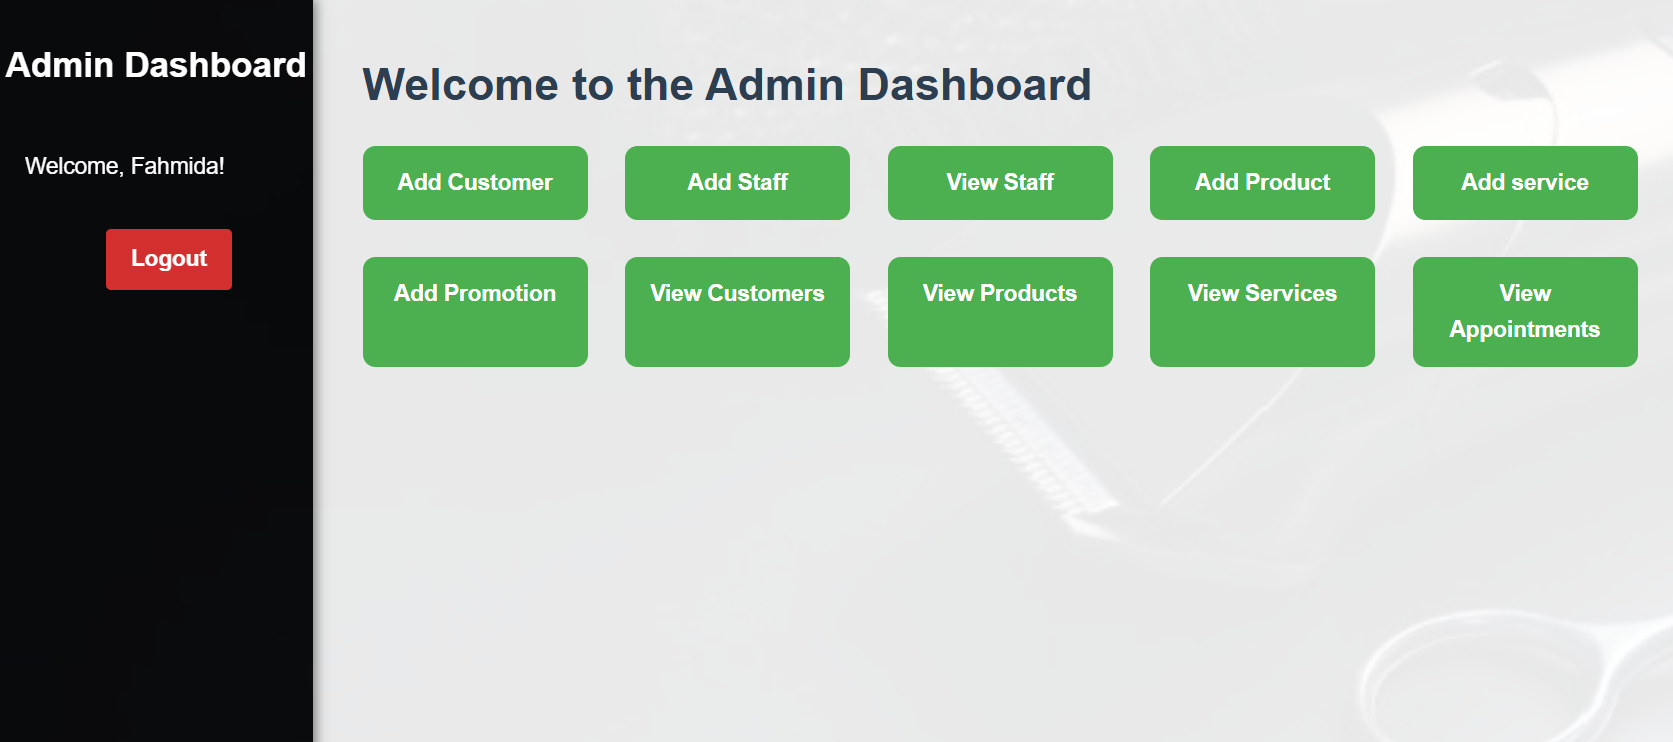 Admin Dashboard
Welcome, Fahmida!
Logout
Welcome to the Admin Dashboard
Add Customer
Add Staff
View Staff
Add Product
Add service
Add Promotion
View Customers
View Products
View Services
View
Appointments